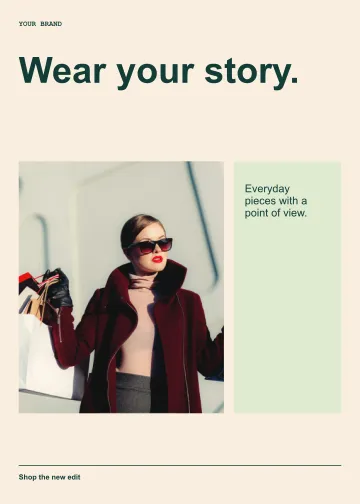 YOUR BRAND
Wear your story.
Everyday
pieces with a
point of view.
Shop the new edit